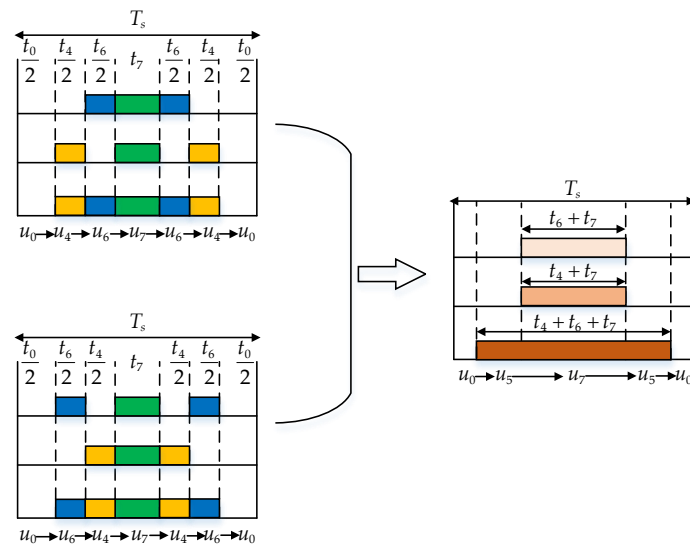 T_s
t_0/2 t_4/2 t_6/2 t_7 t_6/2 t_4/2 t_0/2
u_0→u_4→u_6→u_7→u_6→u_4→u_0
T_s
t_0/2 t_6/2 t_4/2 t_7 t_4/2 t_6/2 t_0/2
u_0→u_6→u_4→u_7→u_4→u_6→u_0
T_s
t_6 + t_7
t_4 + t_7
t_4 + t_6 + t_7
u_0→u_5→u_7→u_5→u_0